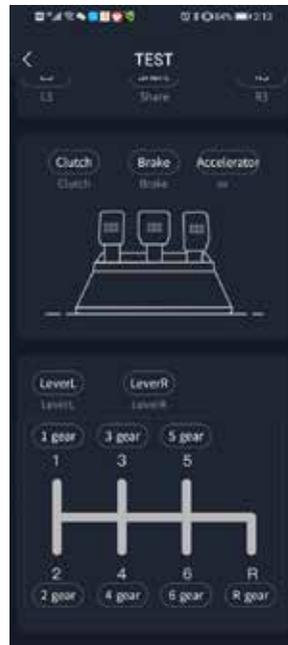 TEST
L3 Share R3
Clutch Brake Accelerator
Clutch Brake
LeverL LeverR
LeverL LeverR
1 gear 3 gear 5 gear
1 3 5
2 4 6 R
2 gear 4 gear 6 gear R gear